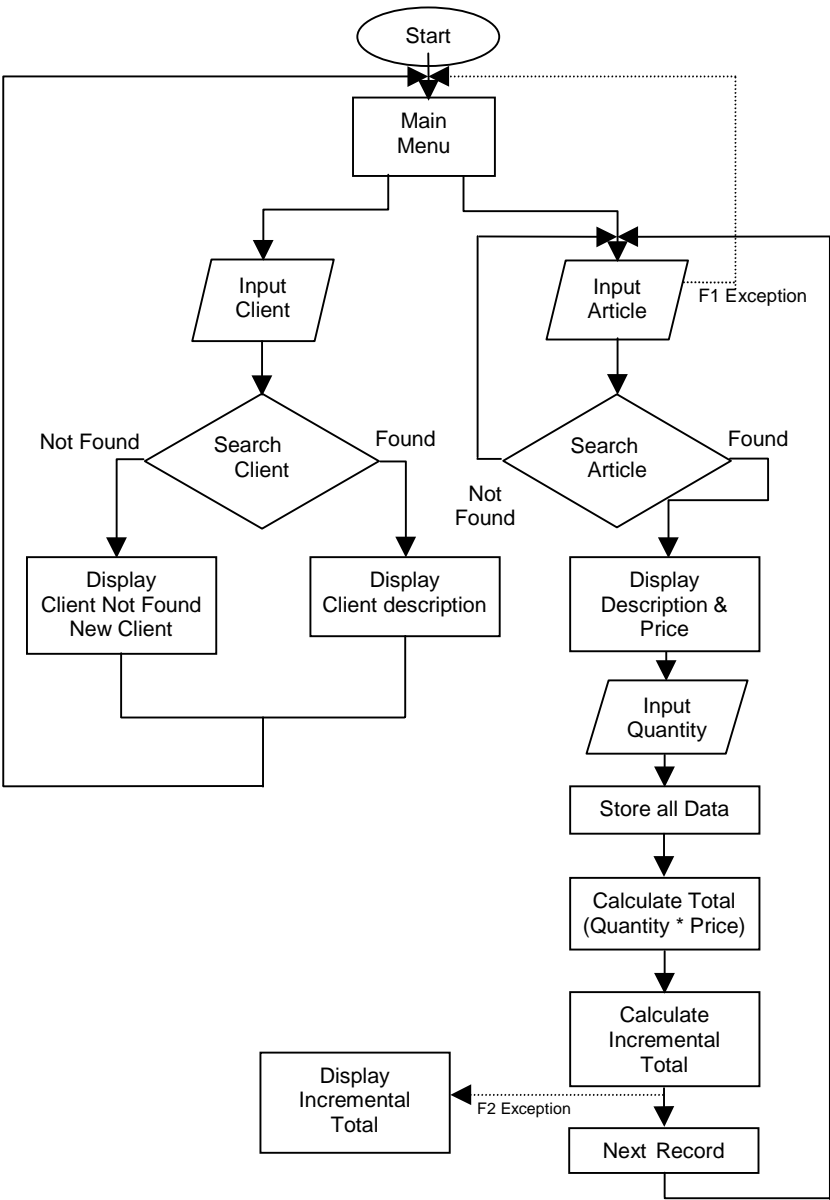 Start
Main
Menu
Input
Client
Input
Article
F1 Exception
Not Found
Search
Client
Found
Search
Article
Found
Not
Found
Display
Client Not Found
New Client
Display
Client description
Display
Description &
Price
Input
Quantity
Store all Data
Calculate Total
(Quantity * Price)
Calculate
Incremental
Total
Display
Incremental
Total
F2 Exception
Next Record